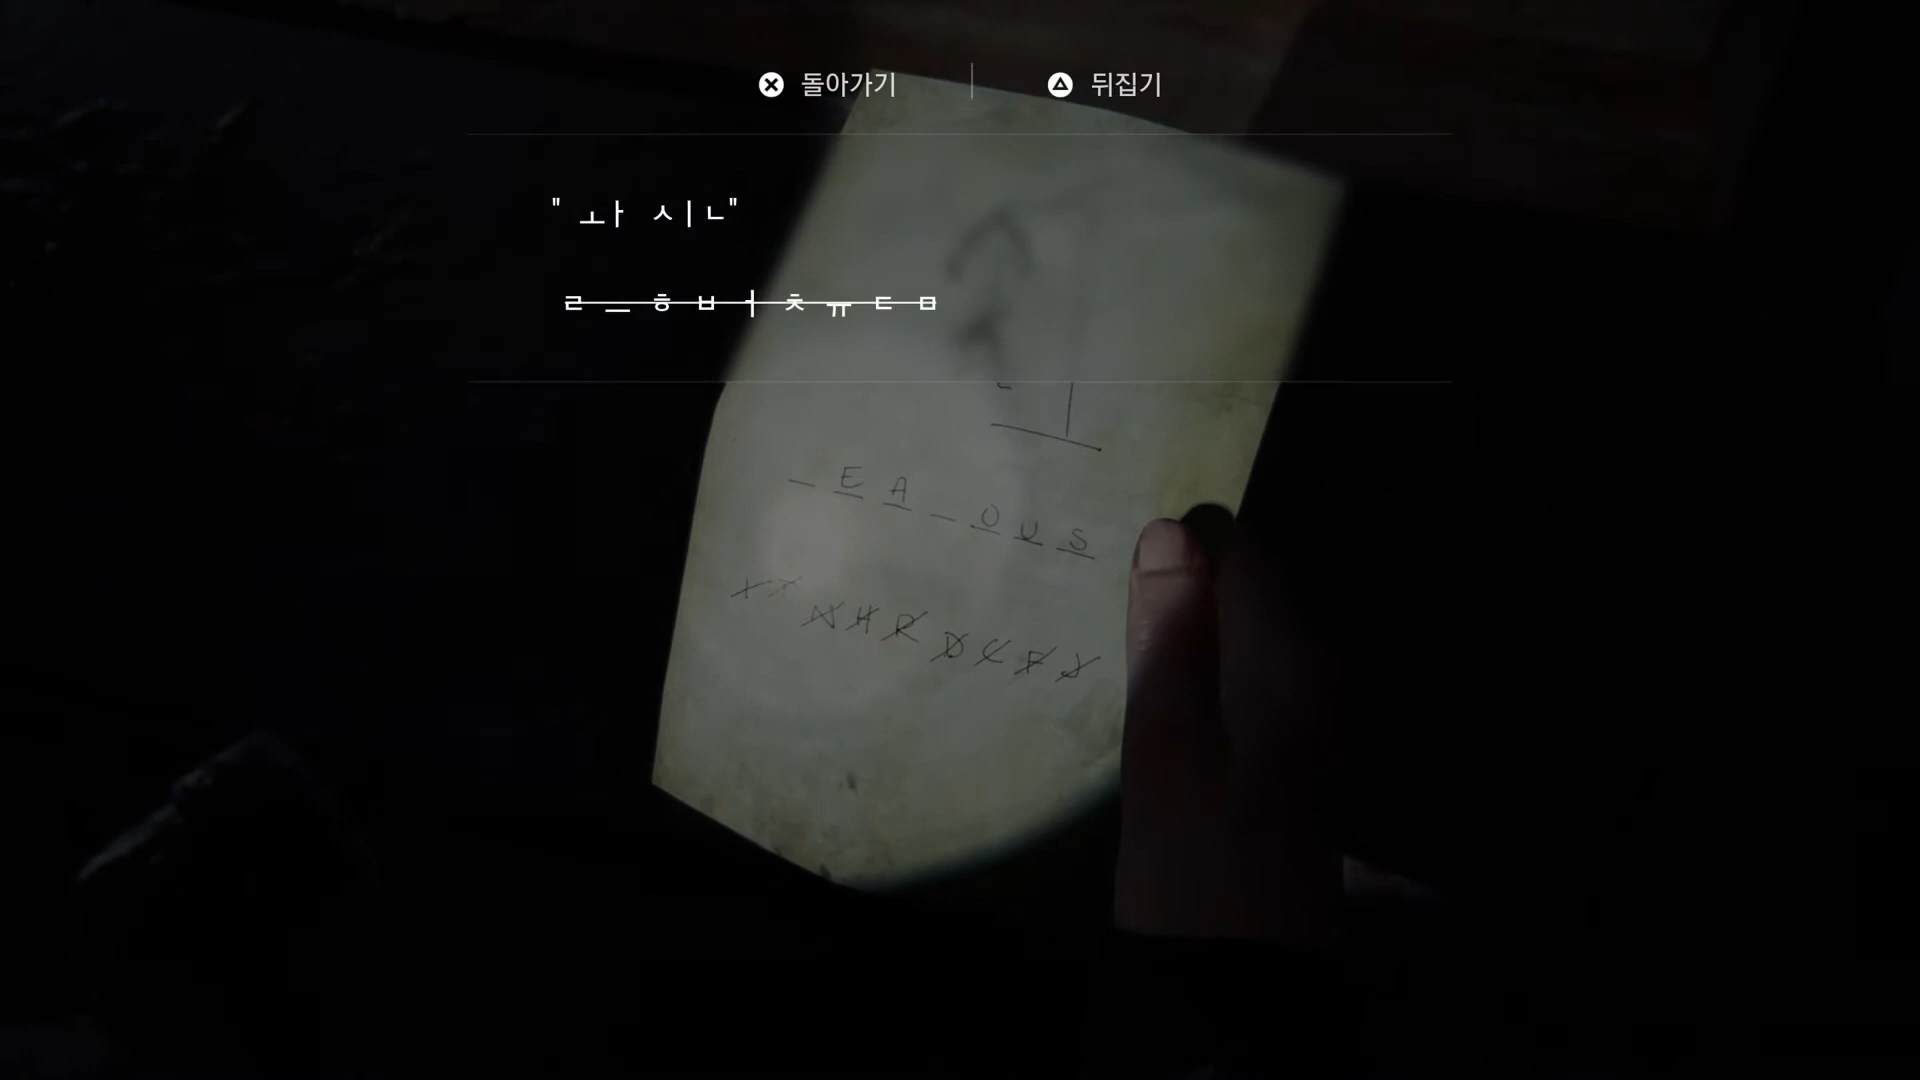 돌아가기 뒤집기
" ㅗㅏ ㅅㅣㄴ"
ㄹ ㅡ ㅎ ㅂ ㅓ ㅊ ㅠ ㄷ ㅁ
_ E A _ O U S
N H R D C F